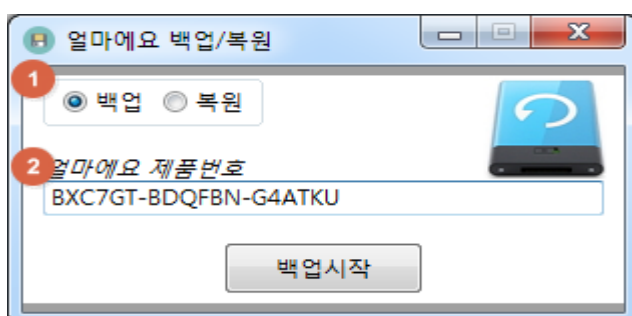 얼마에요 백업/복원
1
백업 복원
2 얼마에요 제품번호
BXC7GT-BDQFBN-G4ATKU
백업시작